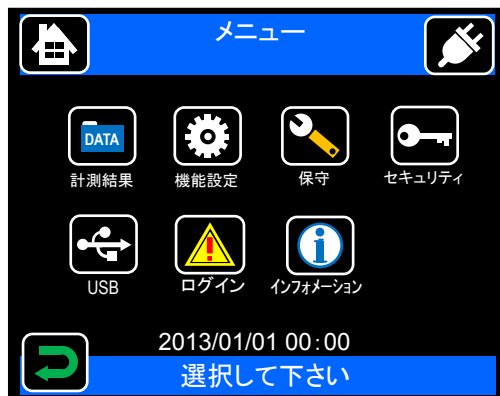 メニュー
DATA
計測結果 機能設定 保守 セキュリティ
USB ログイン インフォメーション
2013/01/01 00:00
選択して下さい